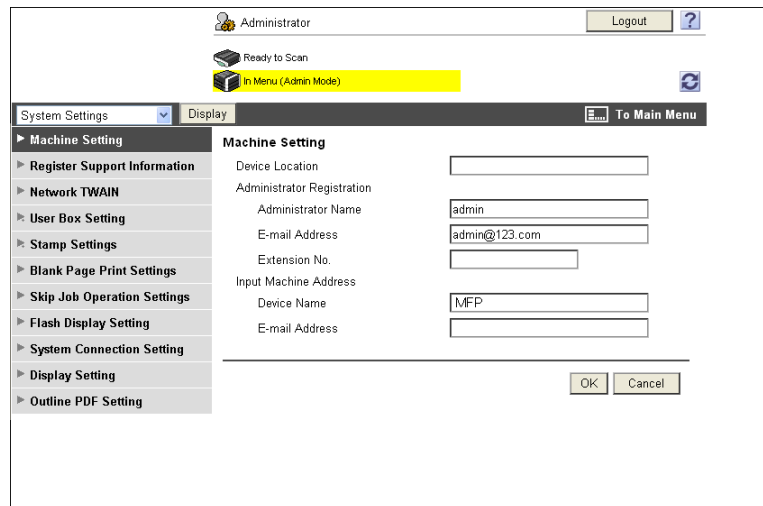 Administrator
Logout
?
Ready to Scan
In Menu (Admin Mode)
System Settings
Display
To Main Menu
Machine Setting
Register Support Information
Network TWAIN
User Box Setting
Stamp Settings
Blank Page Print Settings
Skip Job Operation Settings
Flash Display Setting
System Connection Setting
Display Setting
Outline PDF Setting
Machine Setting
Device Location
Administrator Registration
Administrator Name admin
E-mail Address admin@123.com
Extension No.
Input Machine Address
Device Name MFP
E-mail Address
OK Cancel